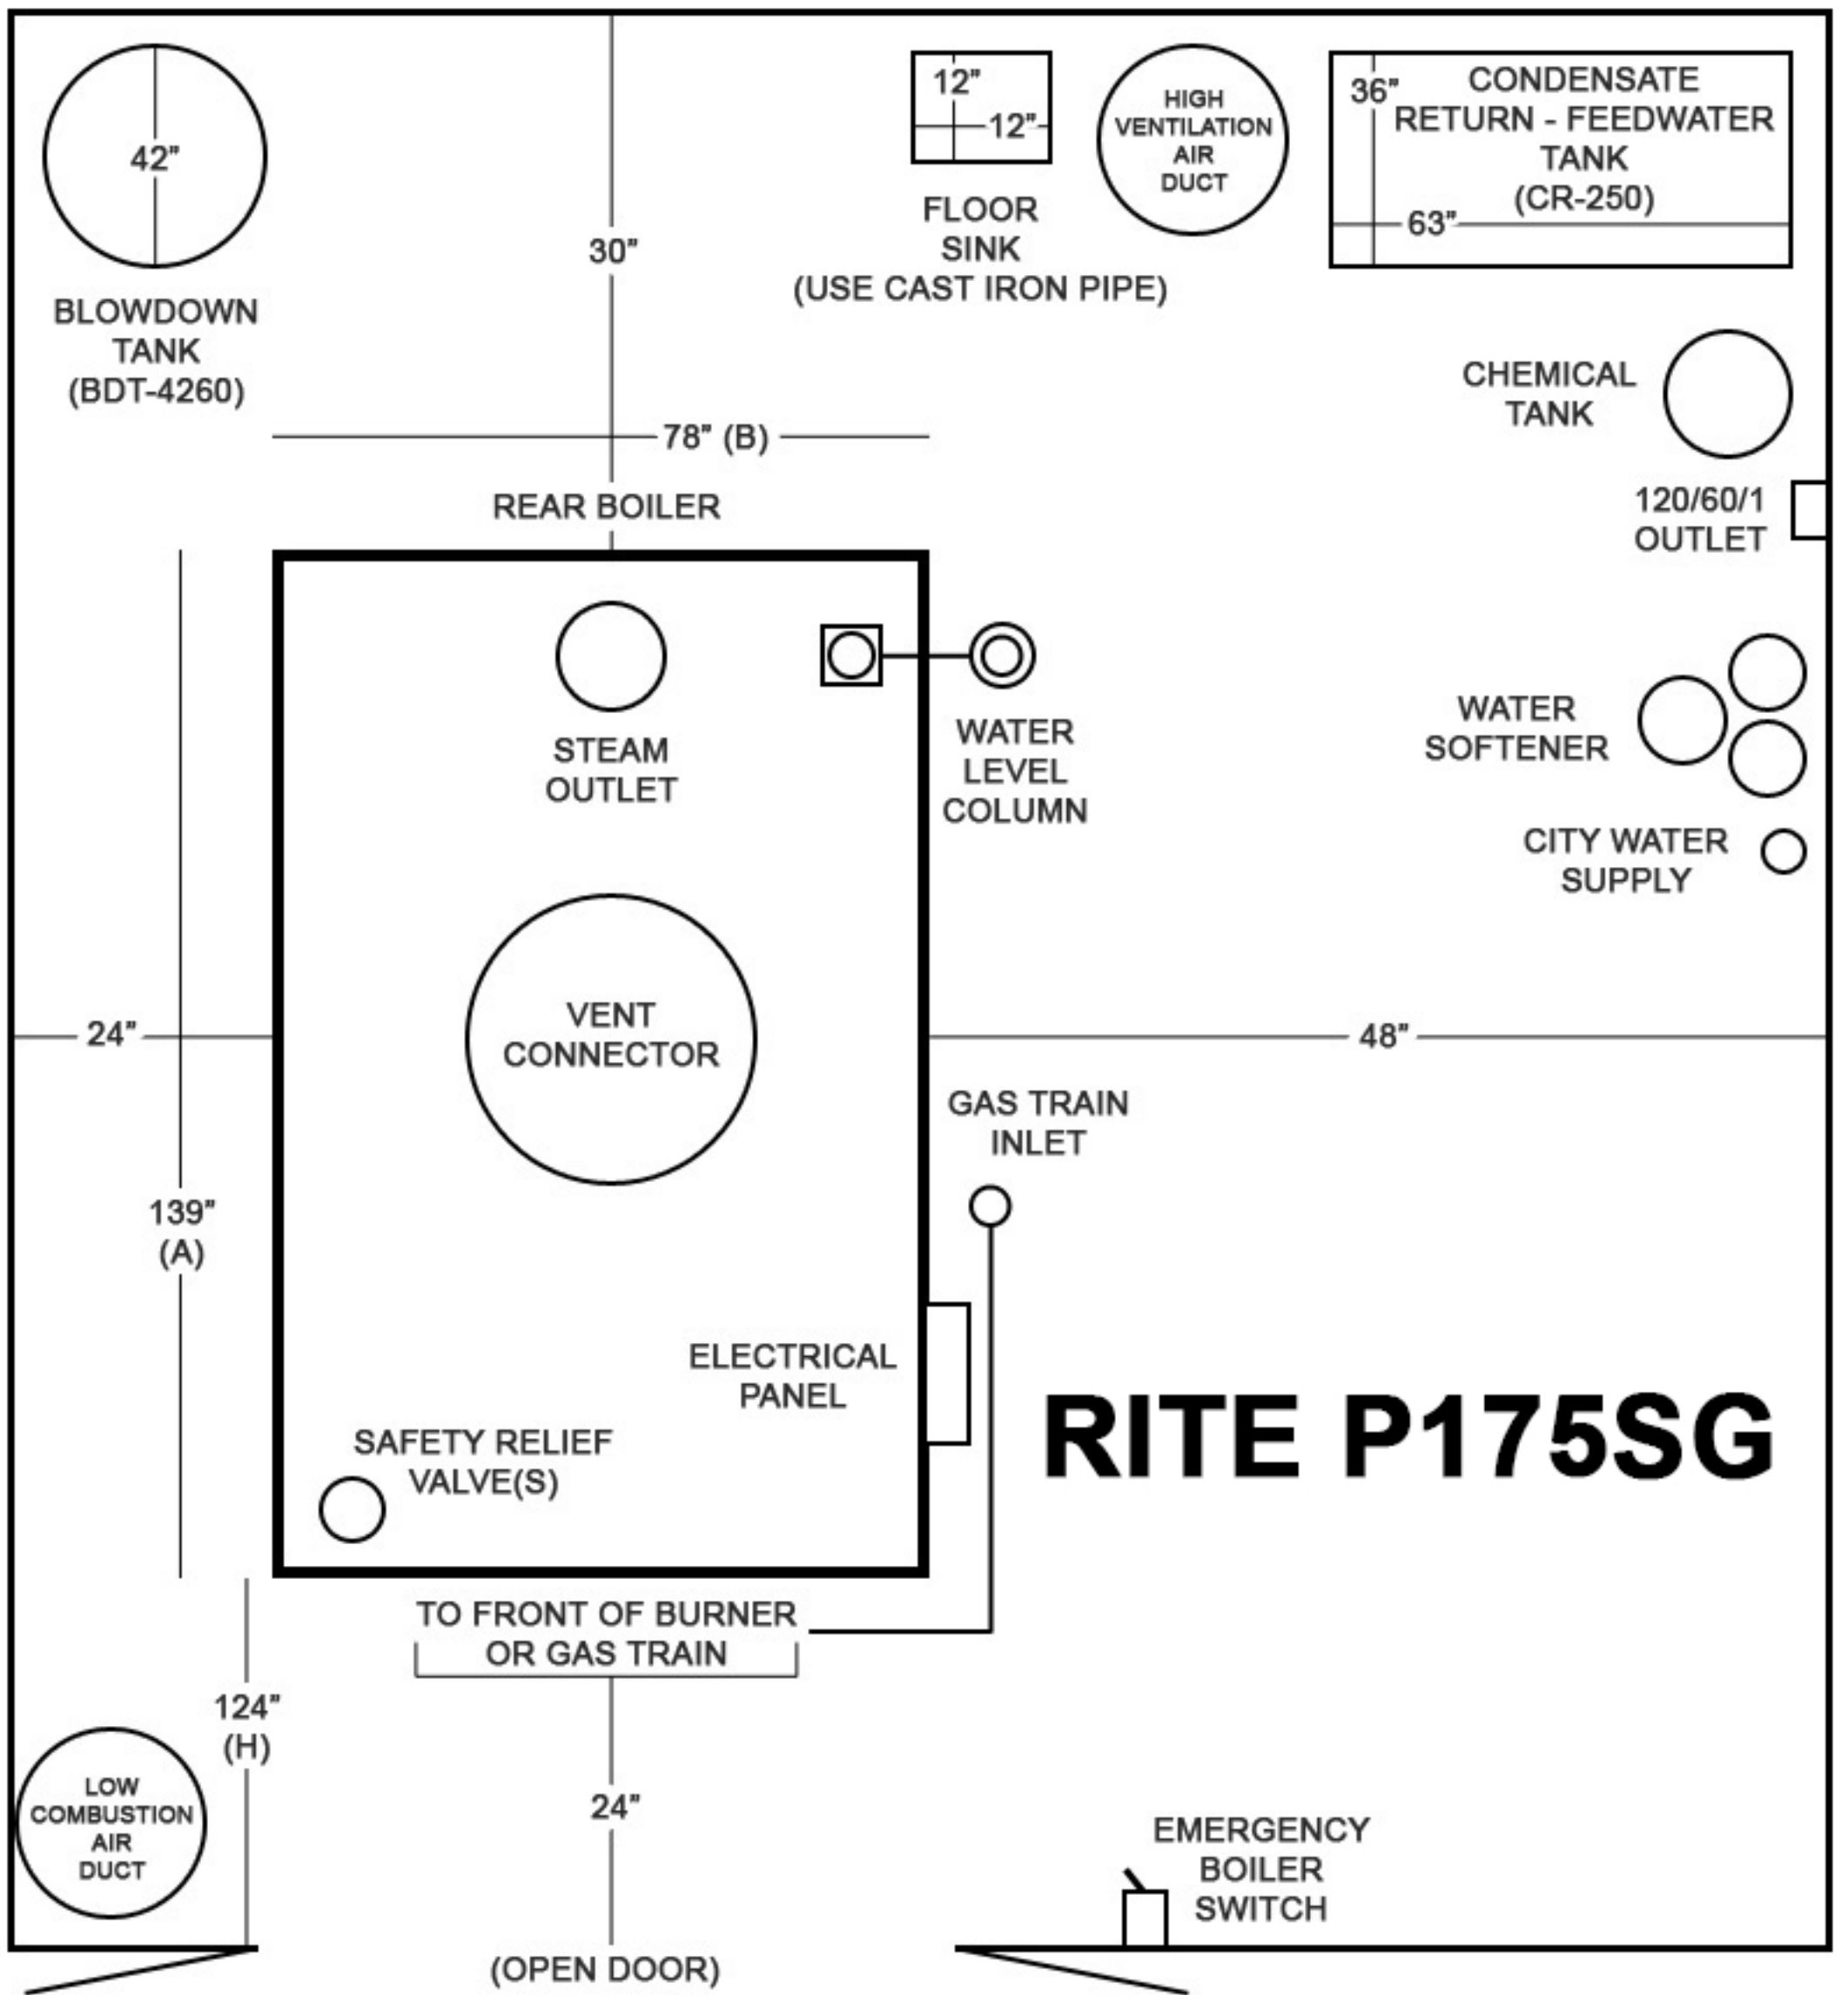 42”
BLOWDOWN
TANK
(BDT-4260)
30”
12”
12”
FLOOR
SINK
(USE CAST IRON PIPE)
HIGH
VENTILATION
AIR
DUCT
36”
CONDENSATE
RETURN - FEEDWATER
TANK
(CR-250)
63”
CHEMICAL
TANK
120/60/1
OUTLET
78” (B)
REAR BOILER
STEAM
OUTLET
WATER
LEVEL
COLUMN
WATER
SOFTENER
CITY WATER
SUPPLY
24”
VENT
CONNECTOR
48”
139”
(A)
GAS TRAIN
INLET
ELECTRICAL
PANEL
RITE P175SG
SAFETY RELIEF
VALVE(S)
TO FRONT OF BURNER
OR GAS TRAIN
124”
(H)
24”
LOW
COMBUSTION
AIR
DUCT
EMERGENCY
BOILER
SWITCH
(OPEN DOOR)